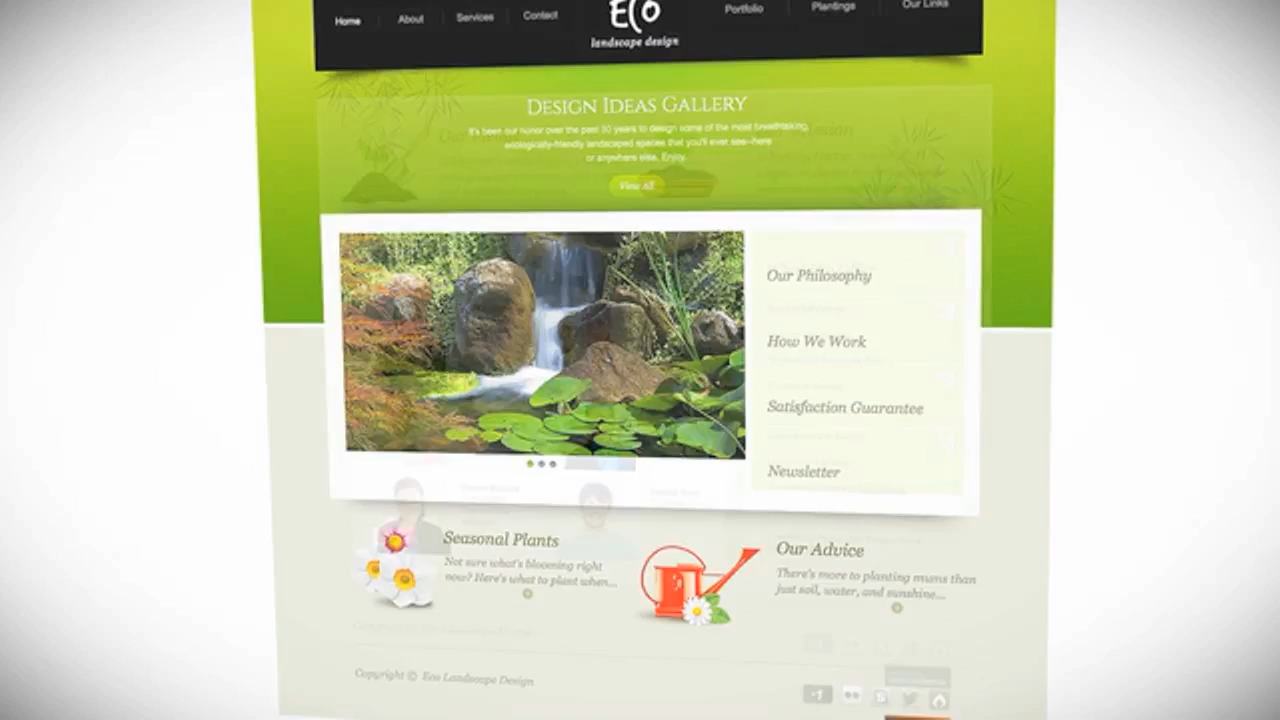 Home
About
Services
Contact
Eco
landscape design
Portfolio
Plantings
Our Links
Design Ideas Gallery
It's been our honor over the past 30 years to design some of the most breathtaking,
ecologically-friendly landscaped spaces that you'll ever see--here
or anywhere else. Enjoy.
View All
Our Philosophy
How We Work
Satisfaction Guarantee
Newsletter
Seasonal Plants
Not sure what's blooming right
now? Here's what to plant when...
Our Advice
There's more to planting mums than
just soil, water, and sunshine...
Copyright © Eco Landscape Design
+1